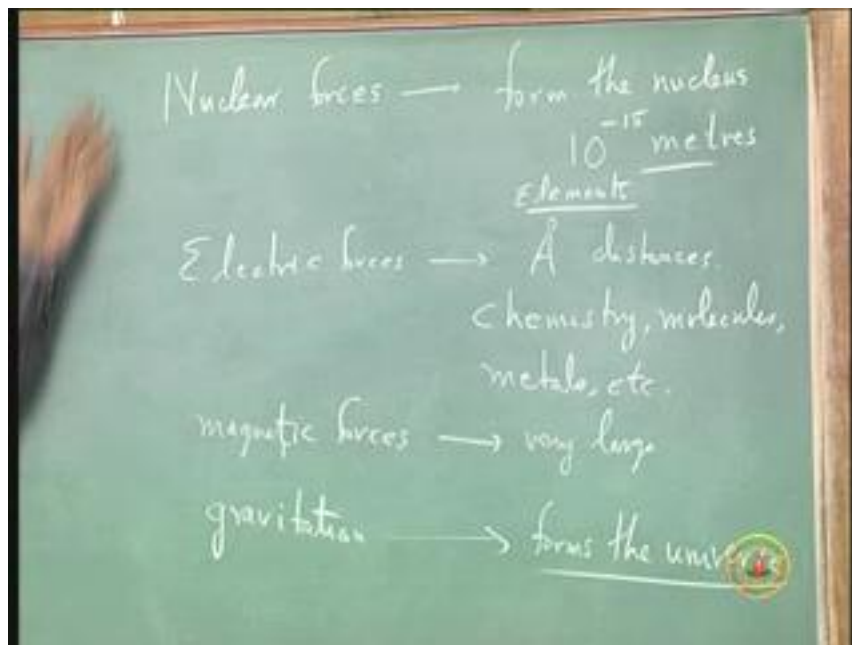 Nuclear forces — form the nucleus
10⁻¹⁵ metres
Elements
Electric forces → Å distances.
Chemistry, molecules,
metals, etc.
magnetic forces → very large
gravitation → forms the universe